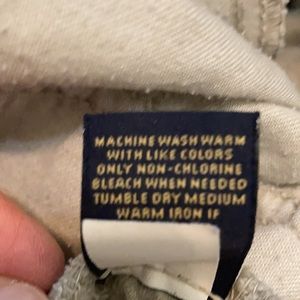 MACHINE WASH WARM
WITH LIKE COLORS
ONLY NON-CHLORINE
BLEACH WHEN NEEDED
TUMBLE DRY MEDIUM
WARM IRON IF